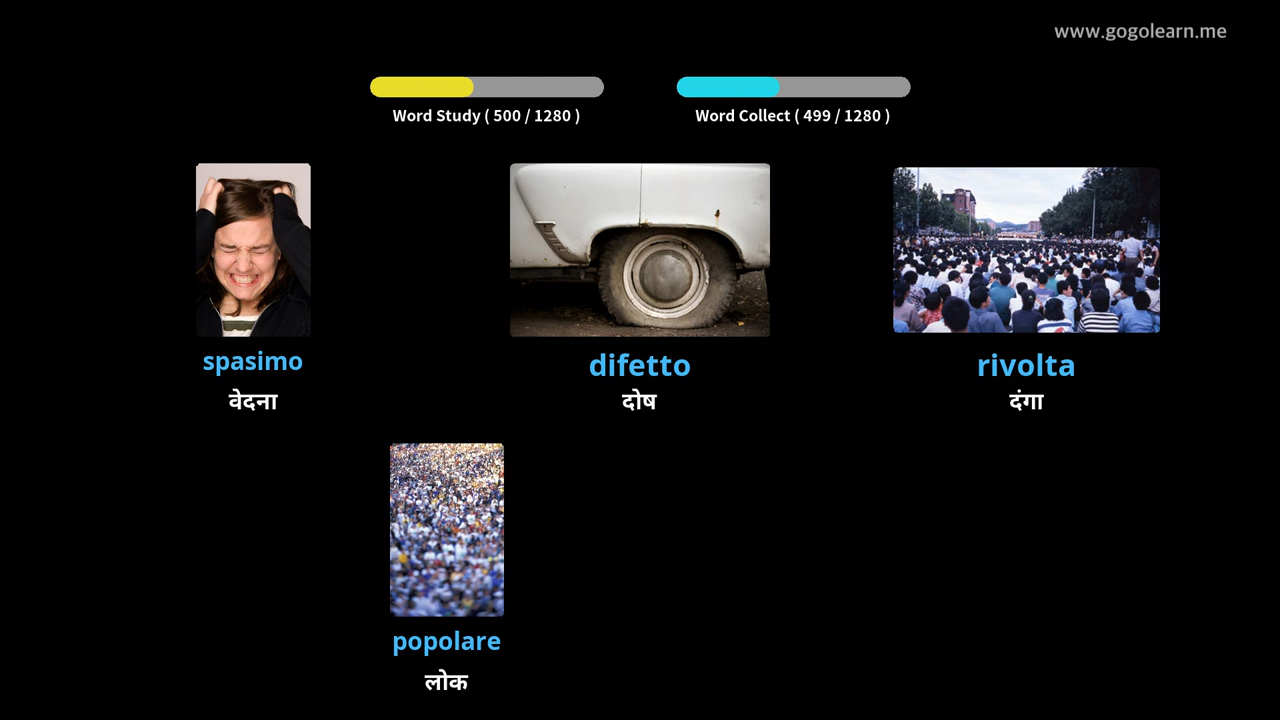 www.gogolearn.me
Word Study ( 500 / 1280 )
Word Collect ( 499 / 1280 )
spasimo
वेदना
difetto
दोष
rivolta
दंगा
popolare
लोक